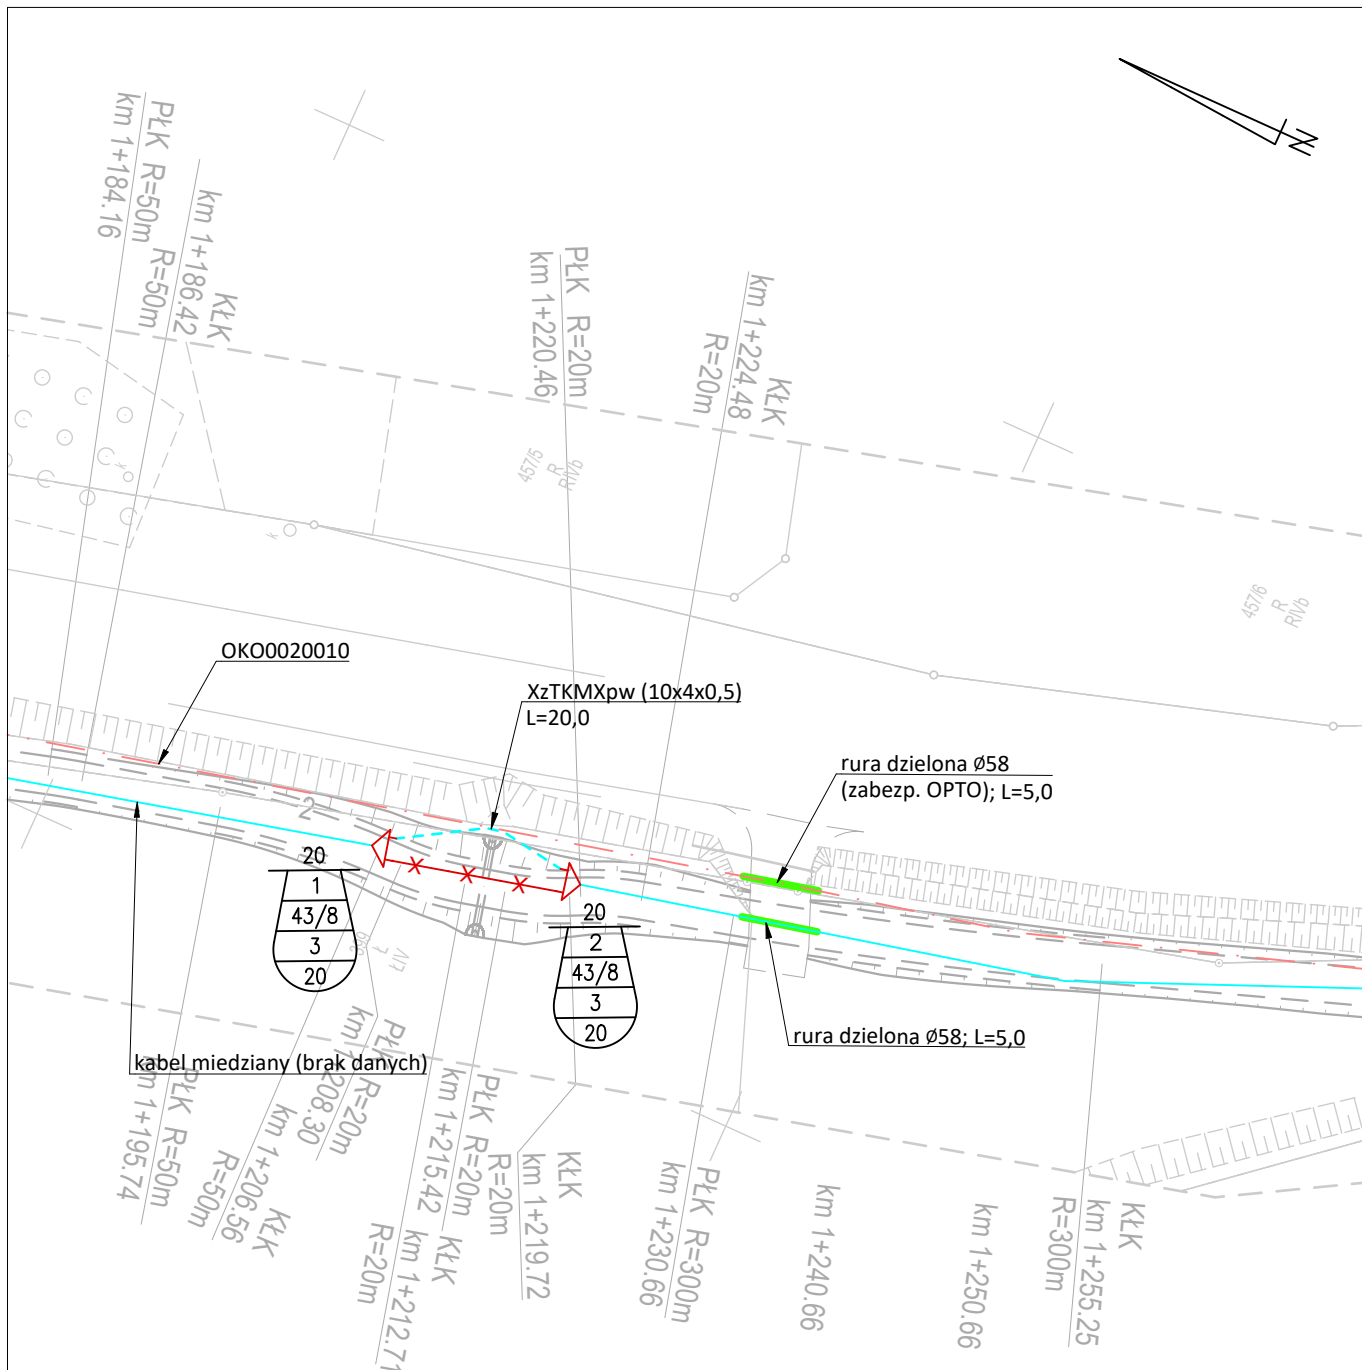 N
PŁK R=50m
km 1+184.16
KŁK
km 1+186.42
R=50m
PŁK R=20m
km 1+220.46
KŁK
km 1+224.48
R=20m
457/5
R
RIVb
457/6
R
RIVb
k
k
OKO0020010
XzTKMXpw (10x4x0,5)
L=20,0
rura dzielona Ø58
(zabezp. OPTO); L=5,0
2
20
1
43/8
3
20
20
2
43/8
3
20
Ł
ŁIV
rura dzielona Ø58; L=5,0
kabel miedziany (brak danych)
PŁK R=50m
km 1+195.74
KŁK
km 1+206.56
R=50m
PŁK R=20m
km 1+208.30
KŁK
km 1+212.71
R=20m
PŁK R=20m
km 1+215.42
KŁK
km 1+219.72
R=20m
PŁK R=300m
km 1+230.66
km 1+240.66
km 1+250.66
KŁK
km 1+255.25
R=300m